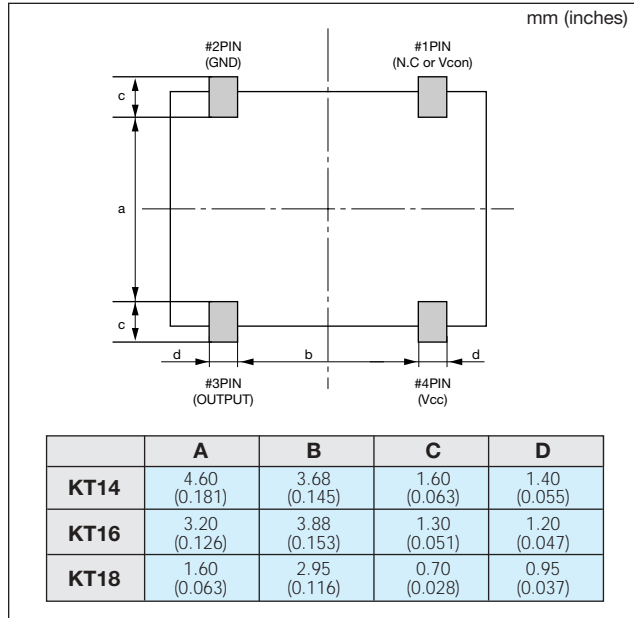 mm (inches)
#2PIN
(GND)
#1PIN
(N.C or Vcon)
c
a
c
d
b
d
#3PIN
(OUTPUT)
#4PIN
(Vcc)
A B C D
KT14 4.60 (0.181) 3.68 (0.145) 1.60 (0.063) 1.40 (0.055)
KT16 3.20 (0.126) 3.88 (0.153) 1.30 (0.051) 1.20 (0.047)
KT18 1.60 (0.063) 2.95 (0.116) 0.70 (0.028) 0.95 (0.037)